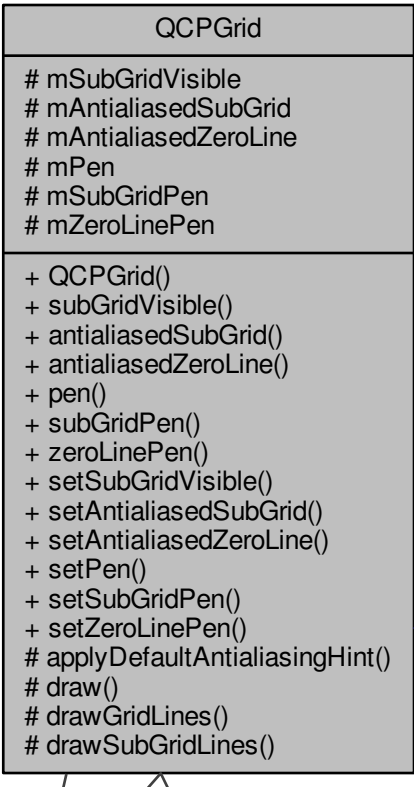 QCPGrid
# mSubGridVisible
# mAntialiasedSubGrid
# mAntialiasedZeroLine
# mPen
# mSubGridPen
# mZeroLinePen
+ QCPGrid()
+ subGridVisible()
+ antialiasedSubGrid()
+ antialiasedZeroLine()
+ pen()
+ subGridPen()
+ zeroLinePen()
+ setSubGridVisible()
+ setAntialiasedSubGrid()
+ setAntialiasedZeroLine()
+ setPen()
+ setSubGridPen()
+ setZeroLinePen()
# applyDefaultAntialiasingHint()
# draw()
# drawGridLines()
# drawSubGridLines()